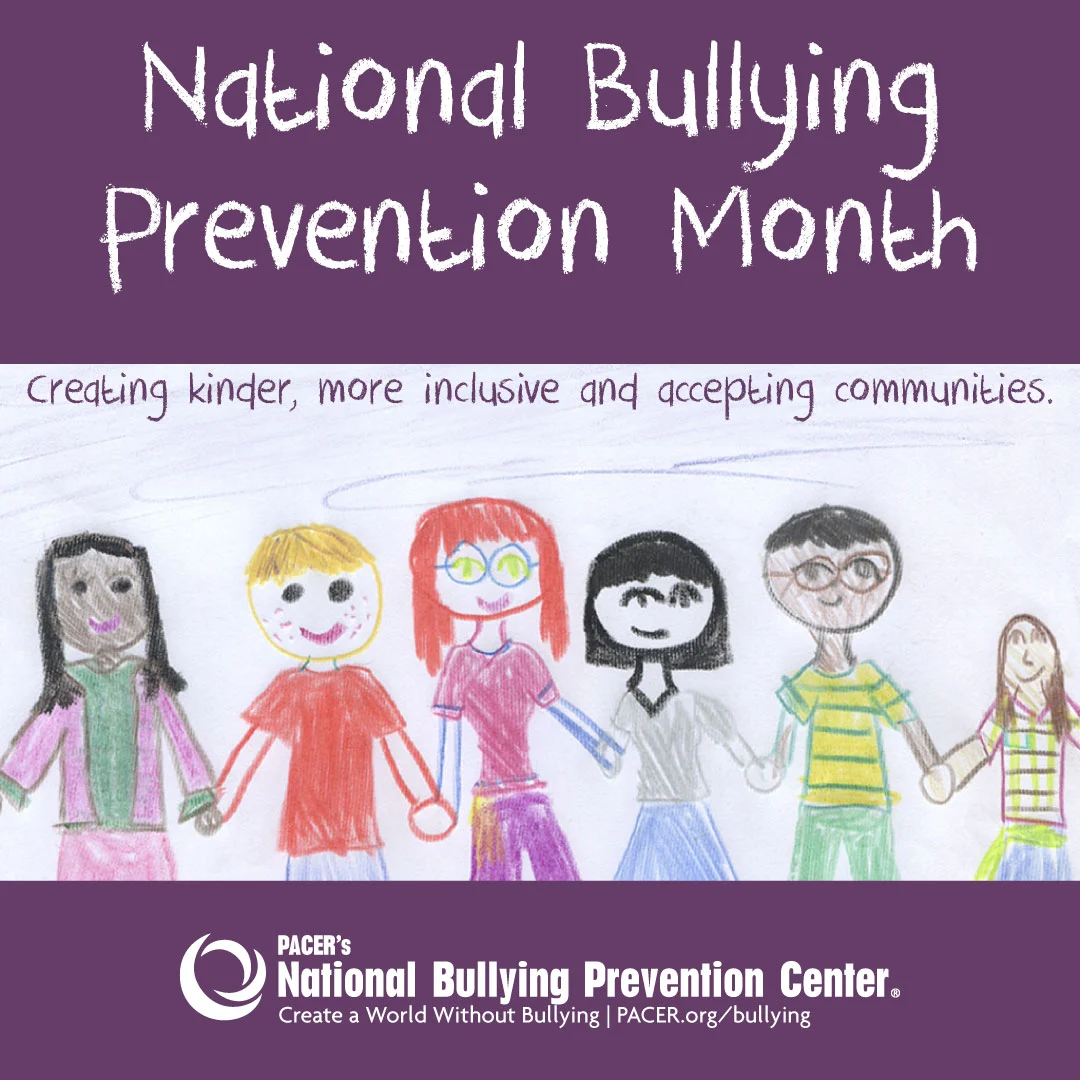 National Bullying
Prevention Month
Creating kinder, more inclusive and accepting communities.
PACER's
National Bullying Prevention Center®
Create a World Without Bullying | PACER.org/bullying